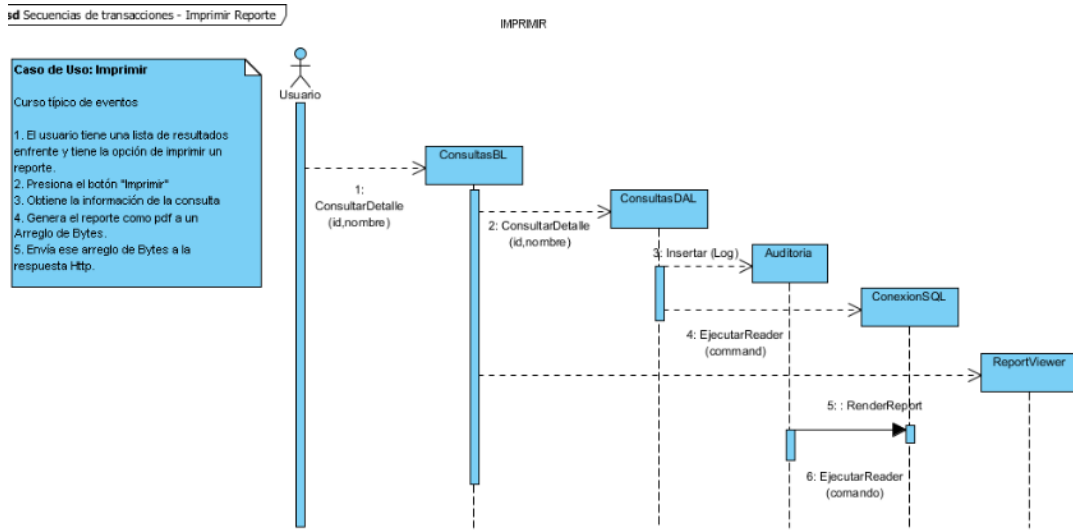 sd Secuencias de transacciones - Imprimir Reporte
IMPRIMIR
Caso de Uso: Imprimir
Curso típico de eventos
1. El usuario tiene una lista de resultados
enfrente y tiene la opción de imprimir un
reporte.
2. Presiona el botón "Imprimir"
3. Obtiene la información de la consulta
4. Genera el reporte como pdf a un
Arreglo de Bytes.
5. Envía ese arreglo de Bytes a la
respuesta Http.
Usuario
ConsultasBL
1:
ConsultarDetalle
(id,nombre)
ConsultasDAL
2: ConsultarDetalle
(id,nombre)
3: Insertar (Log)
Auditoria
ConexionSQL
4: EjecutarReader
(command)
ReportViewer
5: : RenderReport
6: EjecutarReader
(comando)